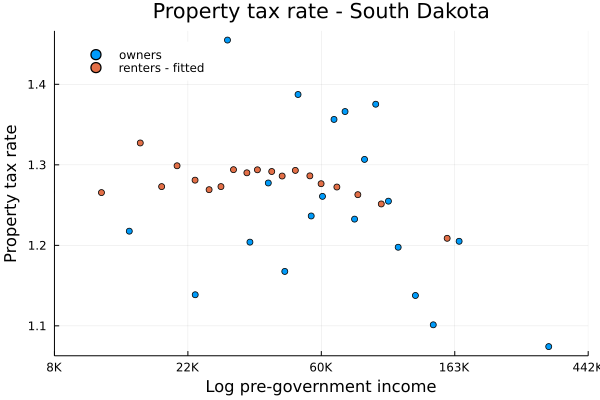 Property tax rate - South Dakota
owners
renters - fitted
Property tax rate
1.4
1.3
1.2
1.1
8K 22K 60K 163K 442K
Log pre-government income